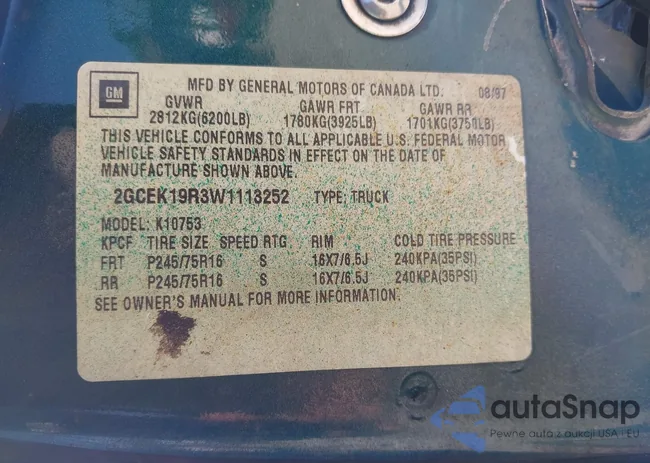 GM
MFD BY GENERAL MOTORS OF CANADA LTD. 08/97
GVWR GAWR FRT GAWR RR
2812KG(6200LB) 1780KG(3925LB) 1701KG(3750LB)
THIS VEHICLE CONFORMS TO ALL APPLICABLE U.S. FEDERAL MOTOR
VEHICLE SAFETY STANDARDS IN EFFECT ON THE DATE OF
MANUFACTURE SHOWN ABOVE.
2GCEK19R3W1113252 TYPE: TRUCK
MODEL: K10753
KPCF TIRE SIZE SPEED RTG. RIM COLD TIRE PRESSURE
FRT P245/75R16 S 16X7/6.5J 240KPA(35PSI)
RR P245/75R16 S 16X7/6.5J 240KPA(35PSI)
SEE OWNER'S MANUAL FOR MORE INFORMATION.
autaSnap
Pewne auta z aukcji USA i EU